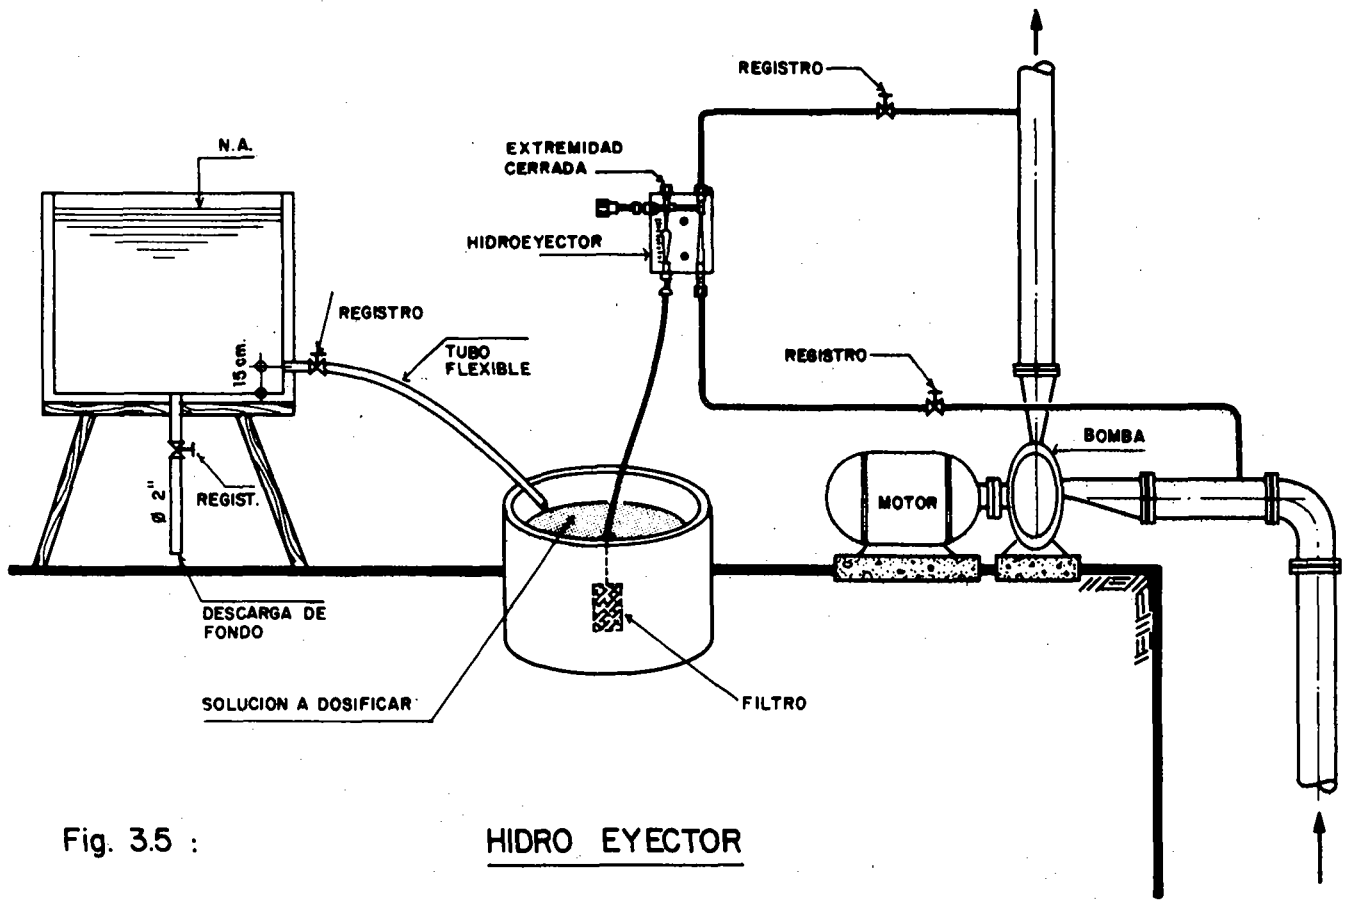 REGISTRO
N.A.
EXTREMIDAD
CERRADA
HIDROEYECTOR
REGISTRO
15 cm.
TUBO
FLEXIBLE
REGISTRO
BOMBA
MOTOR
REGIST.
Ø 2"
DESCARGA DE
FONDO
SOLUCION A DOSIFICAR
FILTRO
Fig. 3.5 :
HIDRO EYECTOR